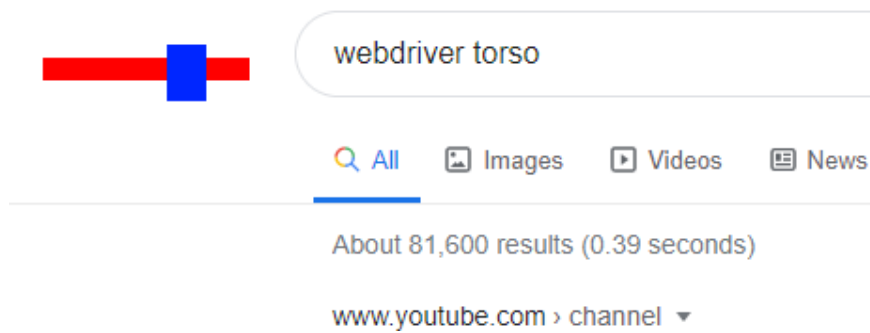 webdriver torso
All Images Videos News
About 81,600 results (0.39 seconds)
www.youtube.com › channel